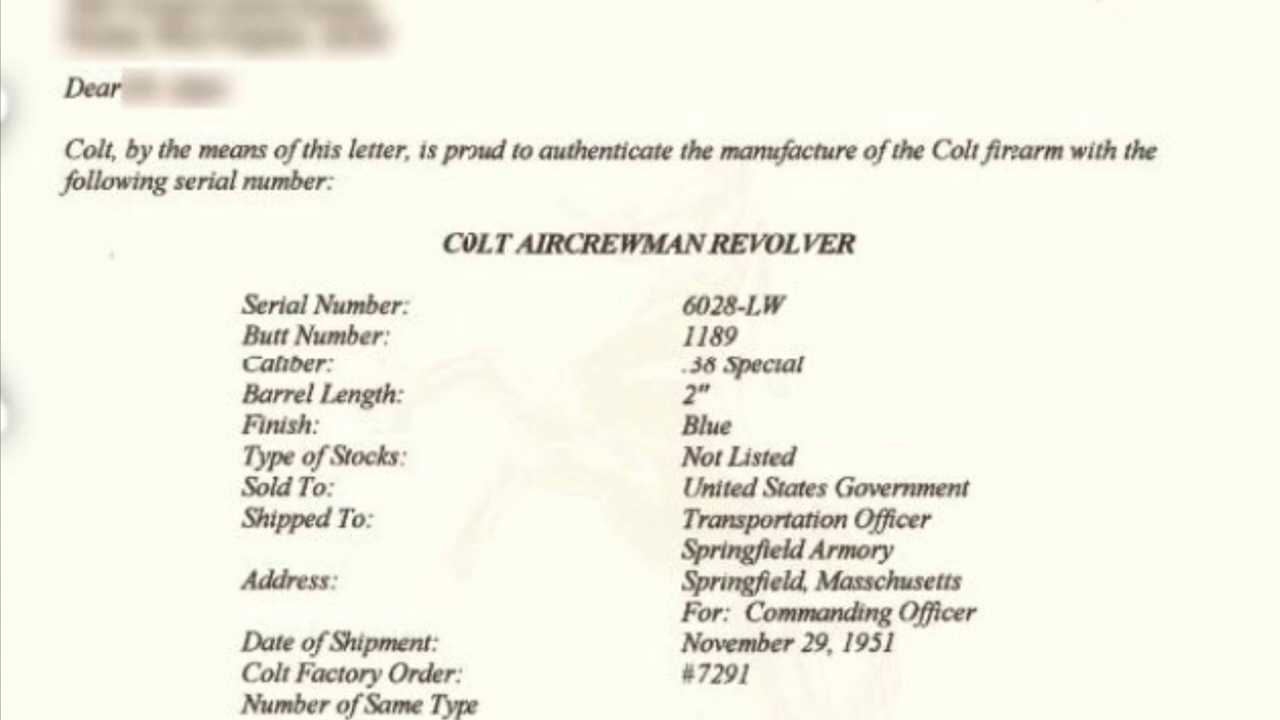 Dear
Colt, by the means of this letter, is proud to authenticate the manufacture of the Colt firearm with the
following serial number:
COLT AIRCREWMAN REVOLVER
Serial Number: 6028-LW
Butt Number: 1189
Caliber: .38 Special
Barrel Length: 2"
Finish: Blue
Type of Stocks: Not Listed
Sold To: United States Government
Shipped To: Transportation Officer
Springfield Armory
Address: Springfield, Masschusetts
For: Commanding Officer
Date of Shipment: November 29, 1951
Colt Factory Order: #7291
Number of Same Type